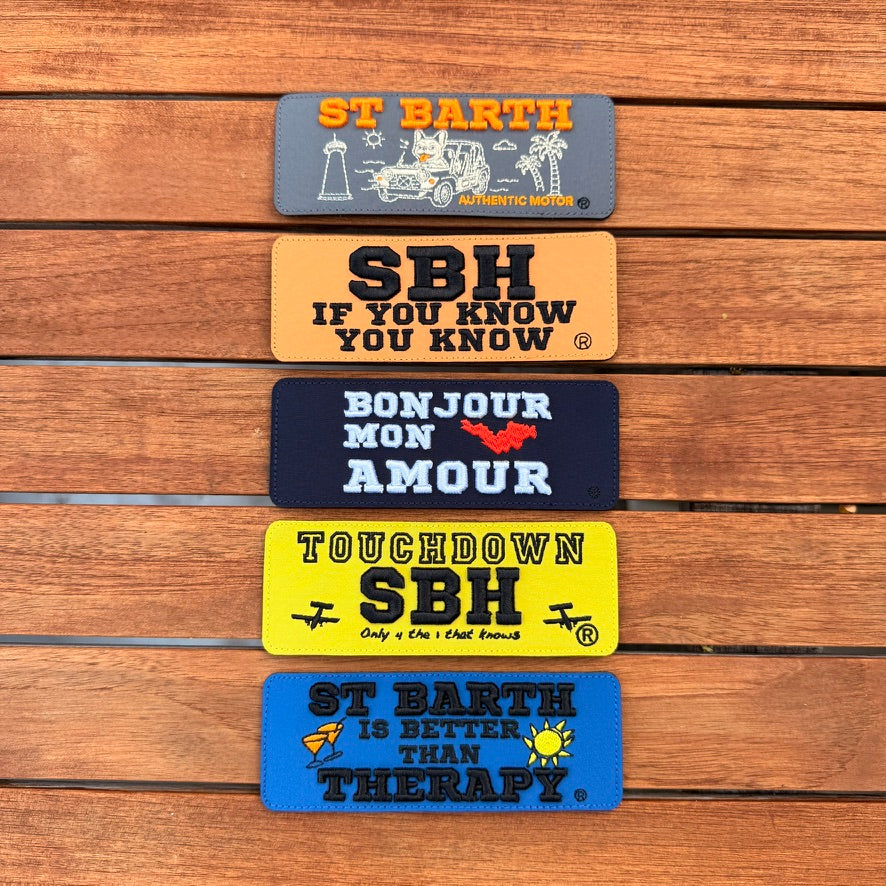 ST BARTH
AUTHENTIC MOTOR ®
SBH
IF YOU KNOW
YOU KNOW ®
BONJOUR
MON
AMOUR
TOUCHDOWN
SBH
Only 4 the 1 that knows ®
ST BARTH
IS BETTER
THAN
THERAPY ®